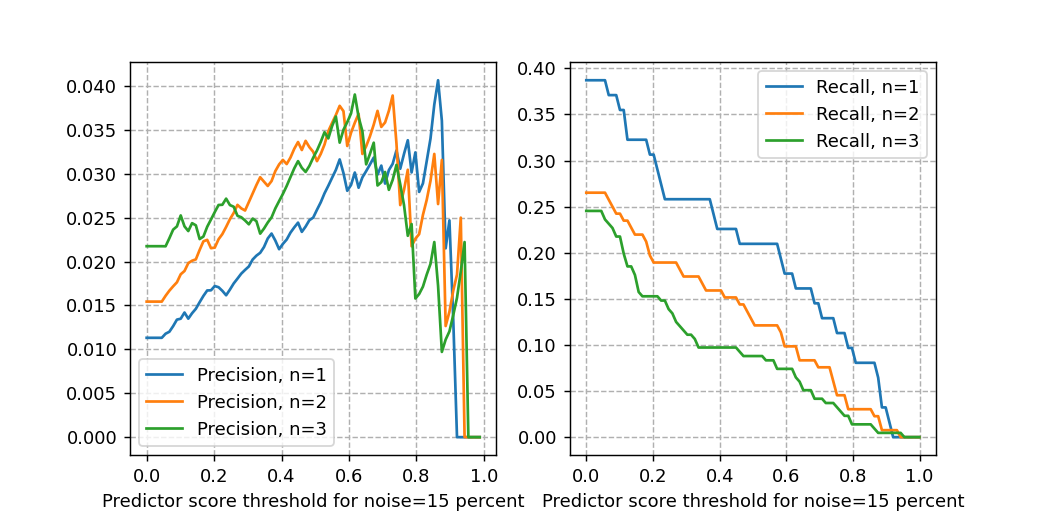 0.040
0.035
0.030
0.025
0.020
0.015
0.010
0.005
0.000
0.0 0.2 0.4 0.6 0.8 1.0
Predictor score threshold for noise=15 percent
Precision, n=1
Precision, n=2
Precision, n=3
0.40
0.35
0.30
0.25
0.20
0.15
0.10
0.05
0.00
0.0 0.2 0.4 0.6 0.8 1.0
Predictor score threshold for noise=15 percent
Recall, n=1
Recall, n=2
Recall, n=3